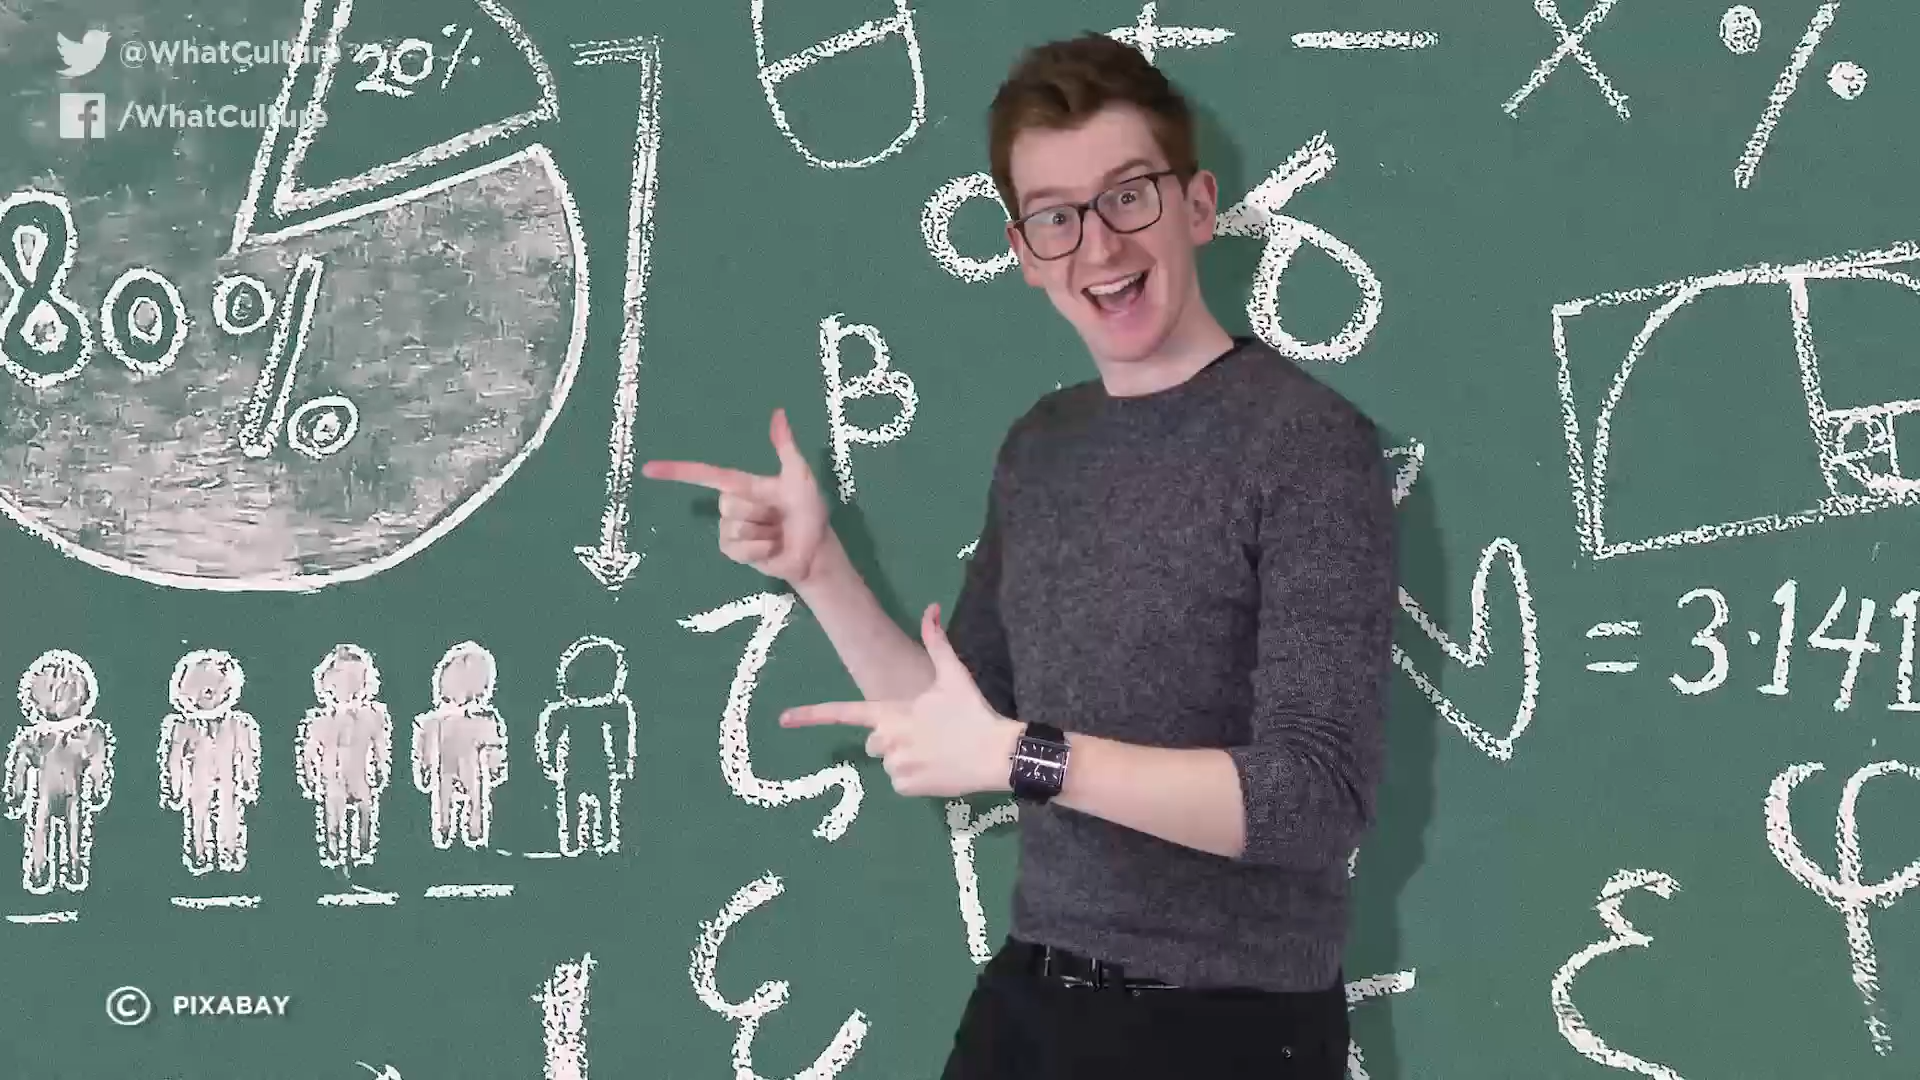 @WhatCulture
/WhatCulture
20%
80%
θ
+ − × %
α
δ
β
ζ
= 3.141
φ
ξ
ε
© PIXABAY